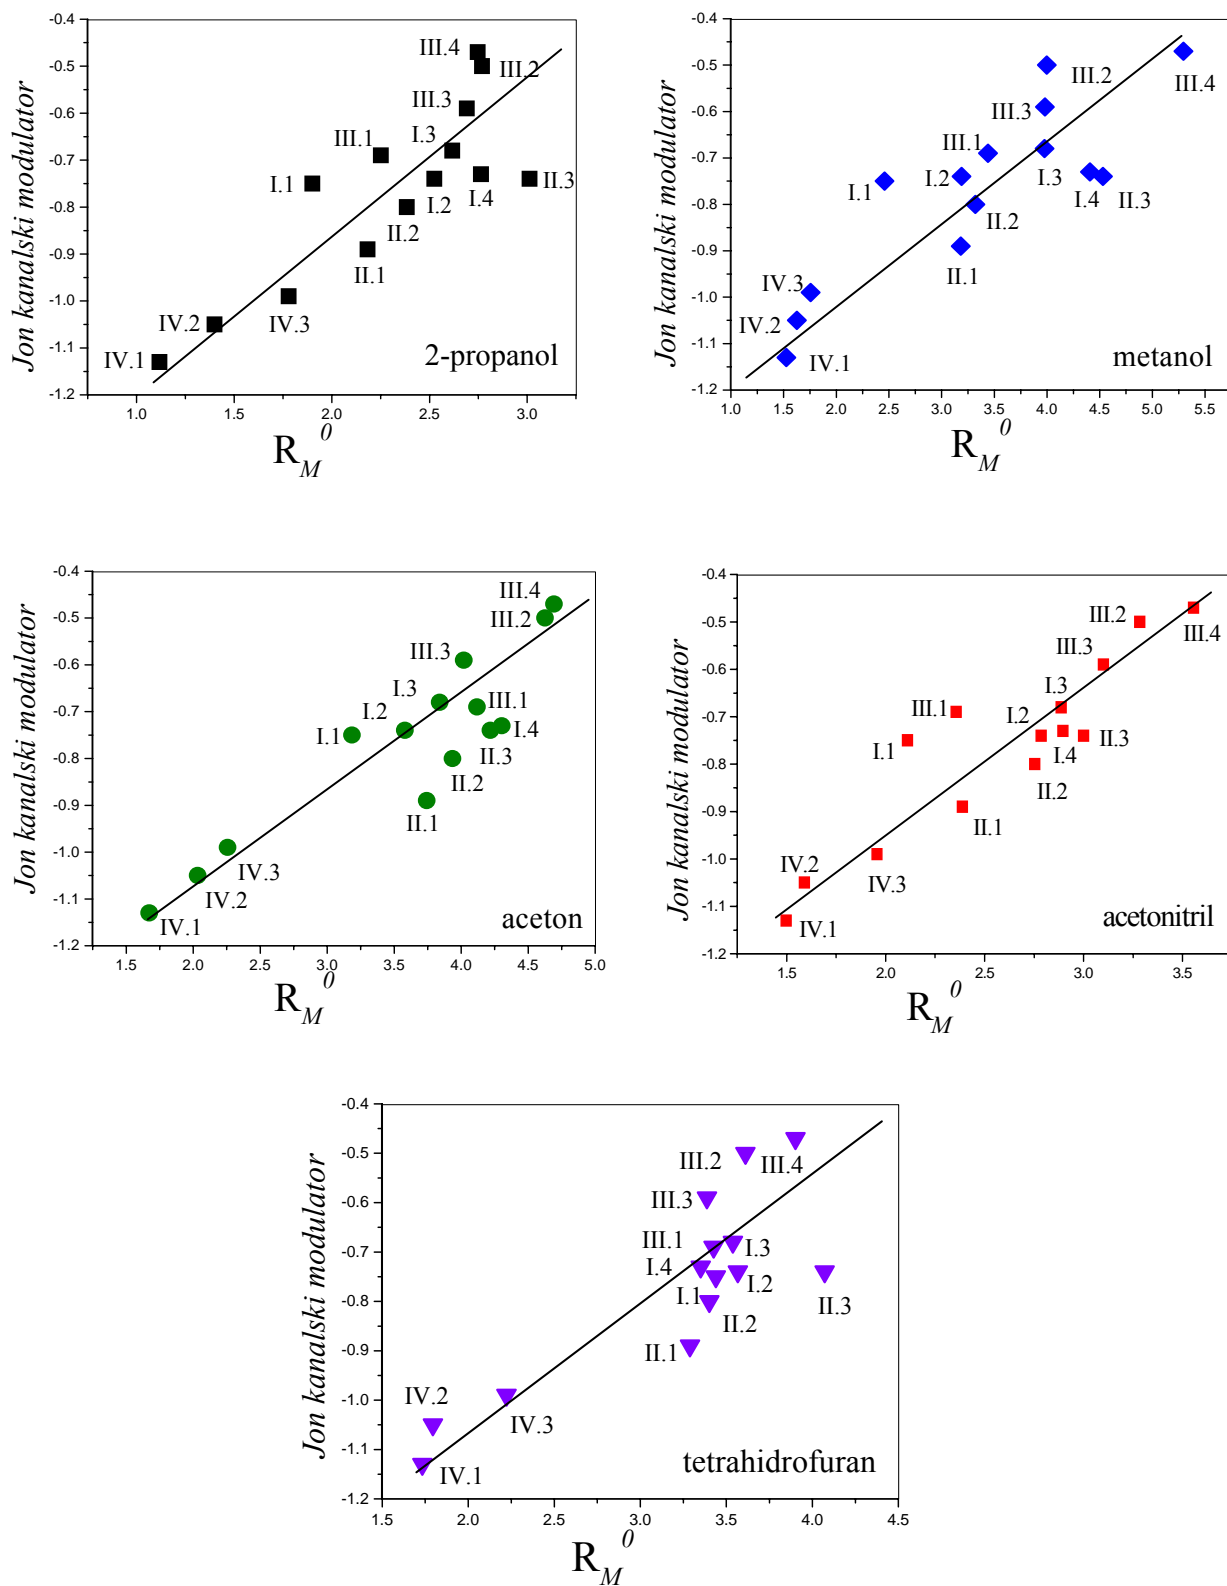 -0.4
-0.5
-0.6
-0.7
-0.8
-0.9
-1.0
-1.1
-1.2
Jon kanalski modulator
III.4
III.2
III.3
I.3
III.1
I.1
II.3
I.2
I.4
II.2
II.1
IV.2
IV.3
IV.1
2-propanol
1.0 1.5 2.0 2.5 3.0
R_M^0
-0.4
-0.5
-0.6
-0.7
-0.8
-0.9
-1.0
-1.1
-1.2
Jon kanalski modulator
III.2
III.4
III.3
III.1
I.2
I.1
I.3
I.4
II.3
II.2
II.1
IV.3
IV.2
IV.1
metanol
1.0 1.5 2.0 2.5 3.0 3.5 4.0 4.5 5.0 5.5
R_M^0
-0.4
-0.5
-0.6
-0.7
-0.8
-0.9
-1.0
-1.1
-1.2
Jon kanalski modulator
III.4
III.2
III.3
I.3
III.1
I.2
I.1
I.4
II.3
II.2
II.1
IV.3
IV.2
IV.1
aceton
1.5 2.0 2.5 3.0 3.5 4.0 4.5 5.0
R_M^0
-0.4
-0.5
-0.6
-0.7
-0.8
-0.9
-1.0
-1.1
-1.2
Jon kanalski modulator
III.2
III.4
III.3
I.3
III.1
I.2
I.1
II.3
I.4
II.2
II.1
IV.2
IV.3
IV.1
acetonitril
1.5 2.0 2.5 3.0 3.5
R_M^0
-0.4
-0.5
-0.6
-0.7
-0.8
-0.9
-1.0
-1.1
-1.2
Jon kanalski modulator
III.2
III.4
III.3
III.1
I.3
I.4
I.1
I.2
II.3
II.2
II.1
IV.2
IV.3
IV.1
tetrahidrofuran
1.5 2.0 2.5 3.0 3.5 4.0 4.5
R_M^0